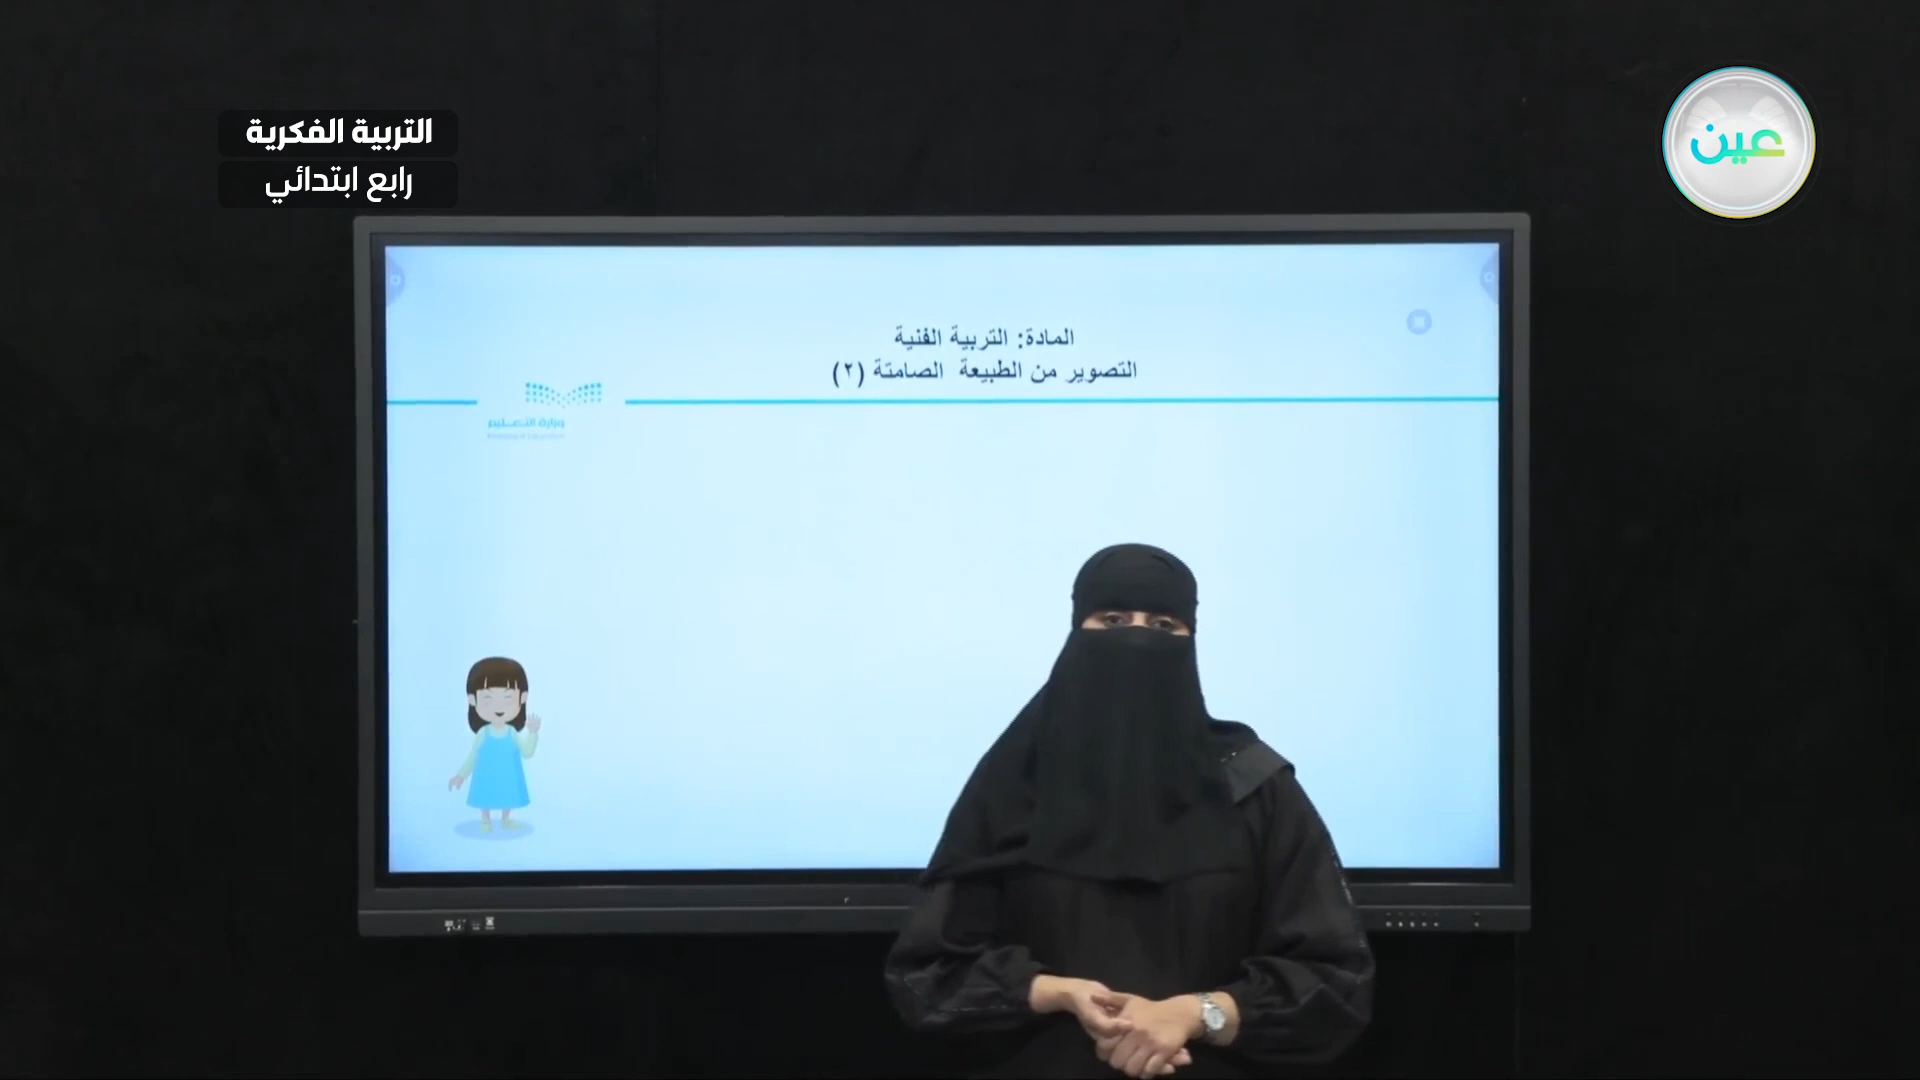 التربية الفكرية
رابع ابتدائي
عين
المادة: التربية الفنية
التصوير من الطبيعة الصامتة (٢)
وزارة التعليم